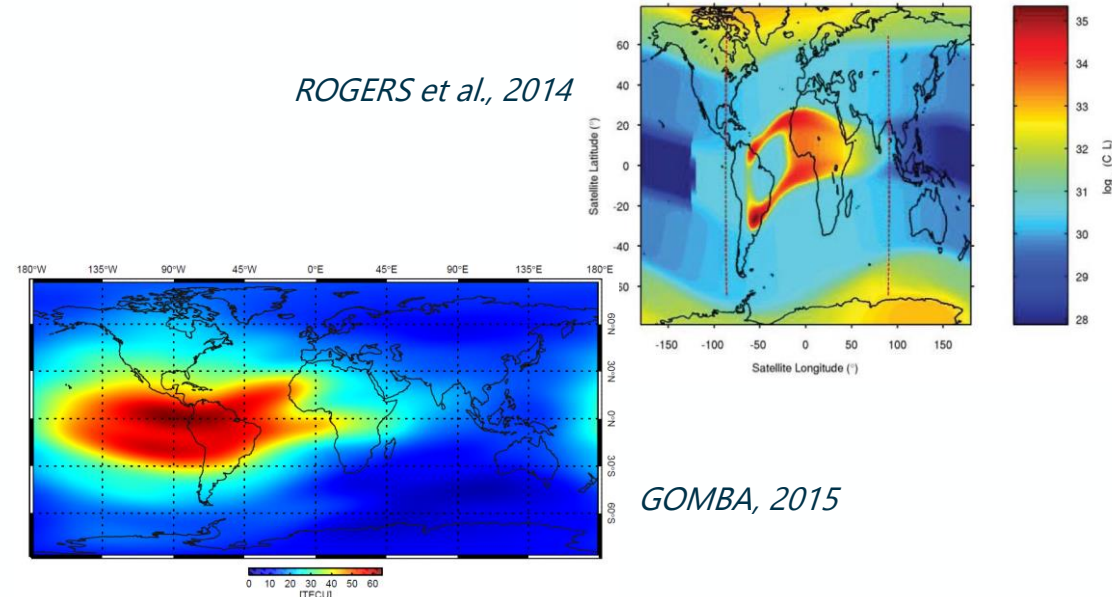 ROGERS et al., 2014
35
34
33
32
31
30
29
28
log (C L)
60
40
20
0
-20
-40
50
Satellite Latitude (°)
-150 -100 -50 0 50 100 150
Satellite Longitude (°)
180°W 135°W 90°W 45°W 0°E 45°E 90°E 135°E 180°E
60°N
30°N
0°N
30°S
60°S
0 10 20 30 40 50 60
[TECU]
GOMBA, 2015